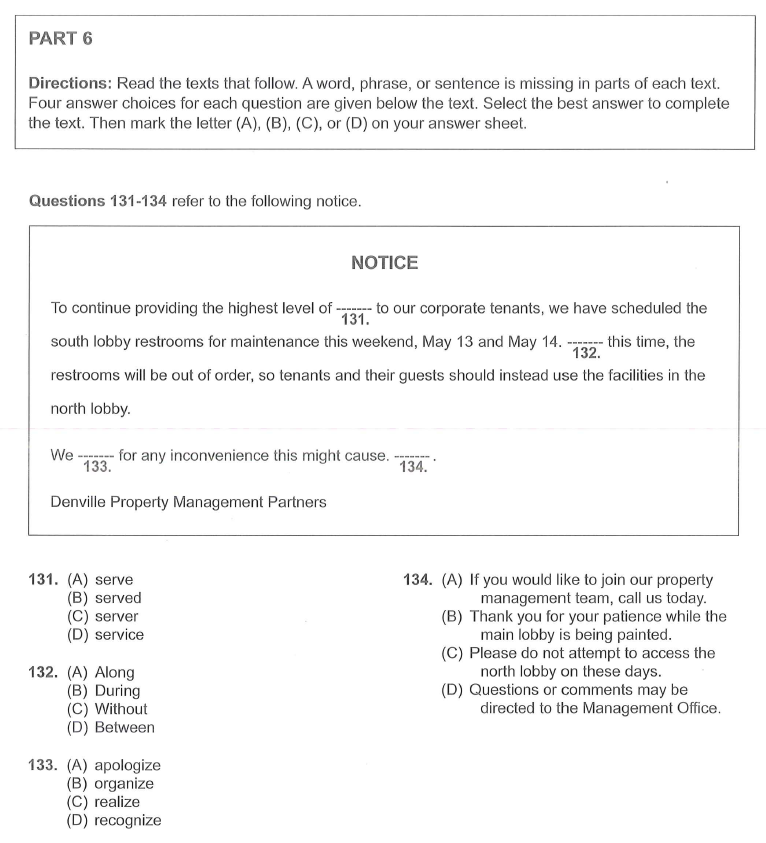 PART 6
Directions: Read the texts that follow. A word, phrase, or sentence is missing in parts of each text.
Four answer choices for each question are given below the text. Select the best answer to complete
the text. Then mark the letter (A), (B), (C), or (D) on your answer sheet.
Questions 131-134 refer to the following notice.
NOTICE
To continue providing the highest level of ------- to our corporate tenants, we have scheduled the
131.
south lobby restrooms for maintenance this weekend, May 13 and May 14. ------- this time, the
132.
restrooms will be out of order, so tenants and their guests should instead use the facilities in the
north lobby.
We ------- for any inconvenience this might cause. ------- .
133. 134.
Denville Property Management Partners
131. (A) serve
(B) served
(C) server
(D) service
132. (A) Along
(B) During
(C) Without
(D) Between
133. (A) apologize
(B) organize
(C) realize
(D) recognize
134. (A) If you would like to join our property
management team, call us today.
(B) Thank you for your patience while the
main lobby is being painted.
(C) Please do not attempt to access the
north lobby on these days.
(D) Questions or comments may be
directed to the Management Office.